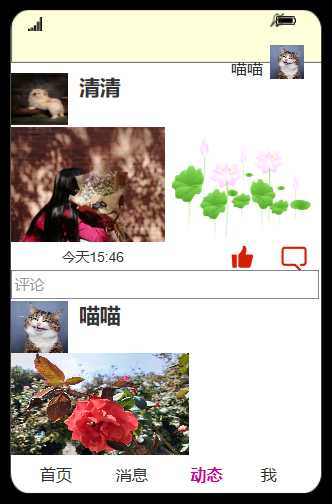 喵喵
清清
今天15:46
评论
喵喵
首页 消息 动态 我